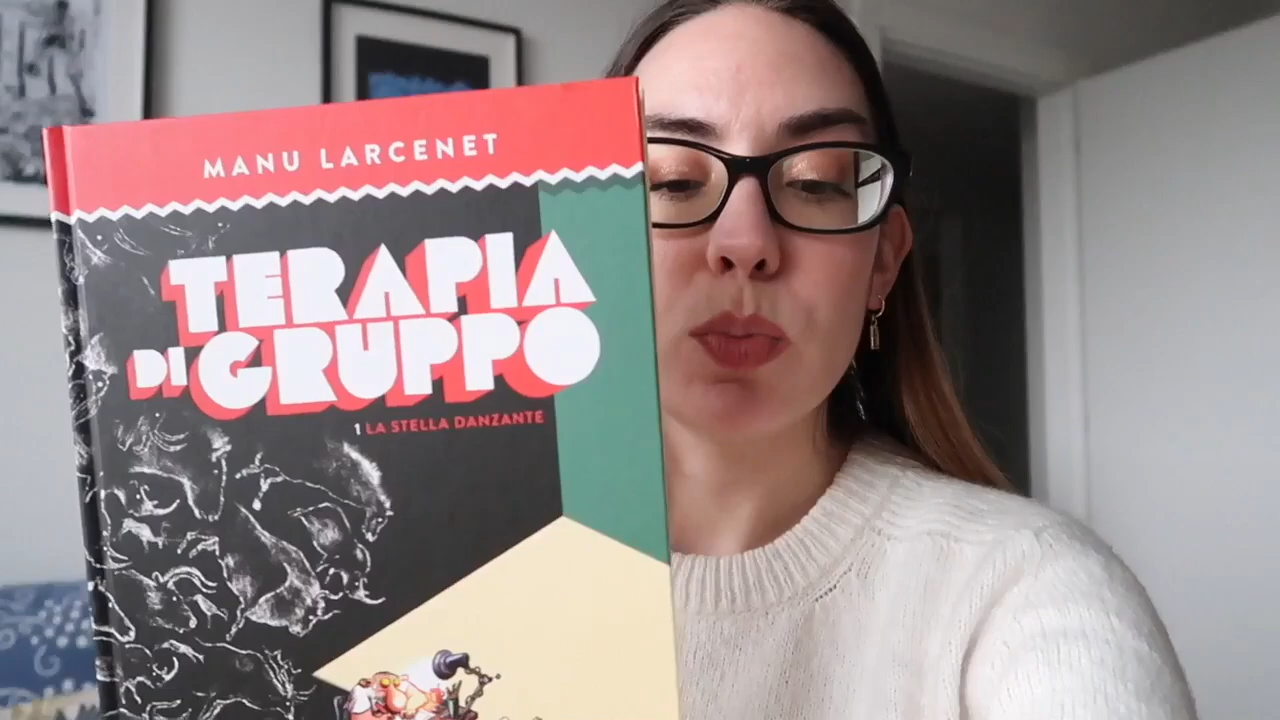 MANU LARCENET
TERAPIA
DI GRUPPO
1 LA STELLA DANZANTE